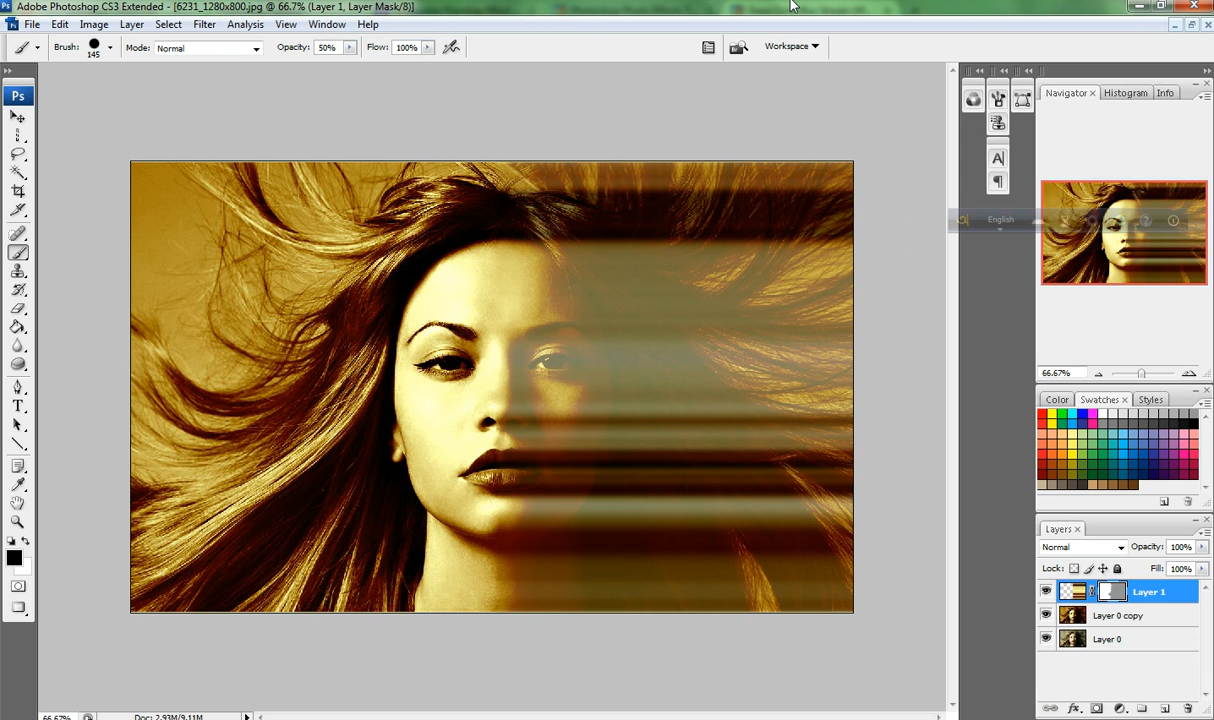 Adobe Photoshop CS3 Extended - [6231_1280x800.jpg @ 66.7% (Layer 1, Layer Mask/8)]
File Edit Image Layer Select Filter Analysis View Window Help
Brush: 145 Mode: Normal Opacity: 50% Flow: 100% Workspace
Ps
Navigator Histogram Info
A
English
T
66.67%
Color Swatches Styles
Layers
Normal Opacity: 100%
Lock: Fill: 100%
Layer 1
Layer 0 copy
Layer 0
66.67% Doc: 2.93M/9.11M